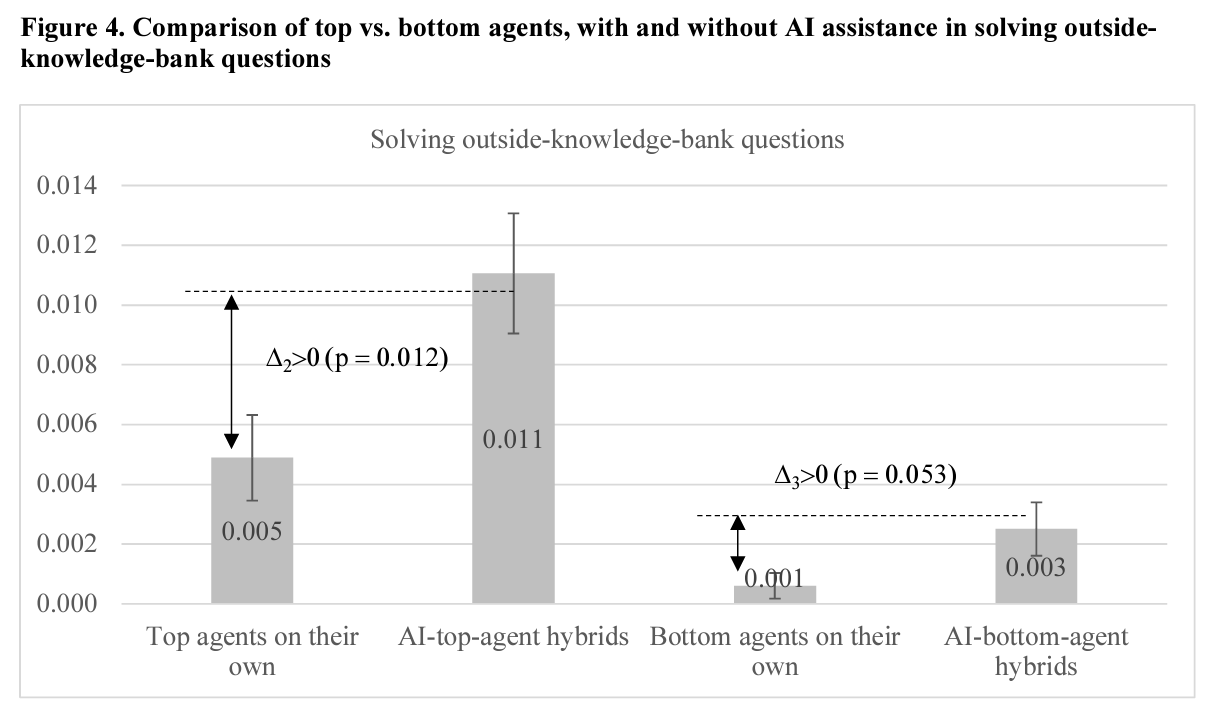 Figure 4. Comparison of top vs. bottom agents, with and without AI assistance in solving outside-
knowledge-bank questions
Solving outside-knowledge-bank questions
0.014
0.012
0.010
0.008
0.006
0.004
0.002
0.000
Δ₂>0 (p = 0.012)
0.005
0.011
Δ₃>0 (p = 0.053)
0.001
0.003
Top agents on their
own
AI-top-agent hybrids
Bottom agents on their
own
AI-bottom-agent
hybrids